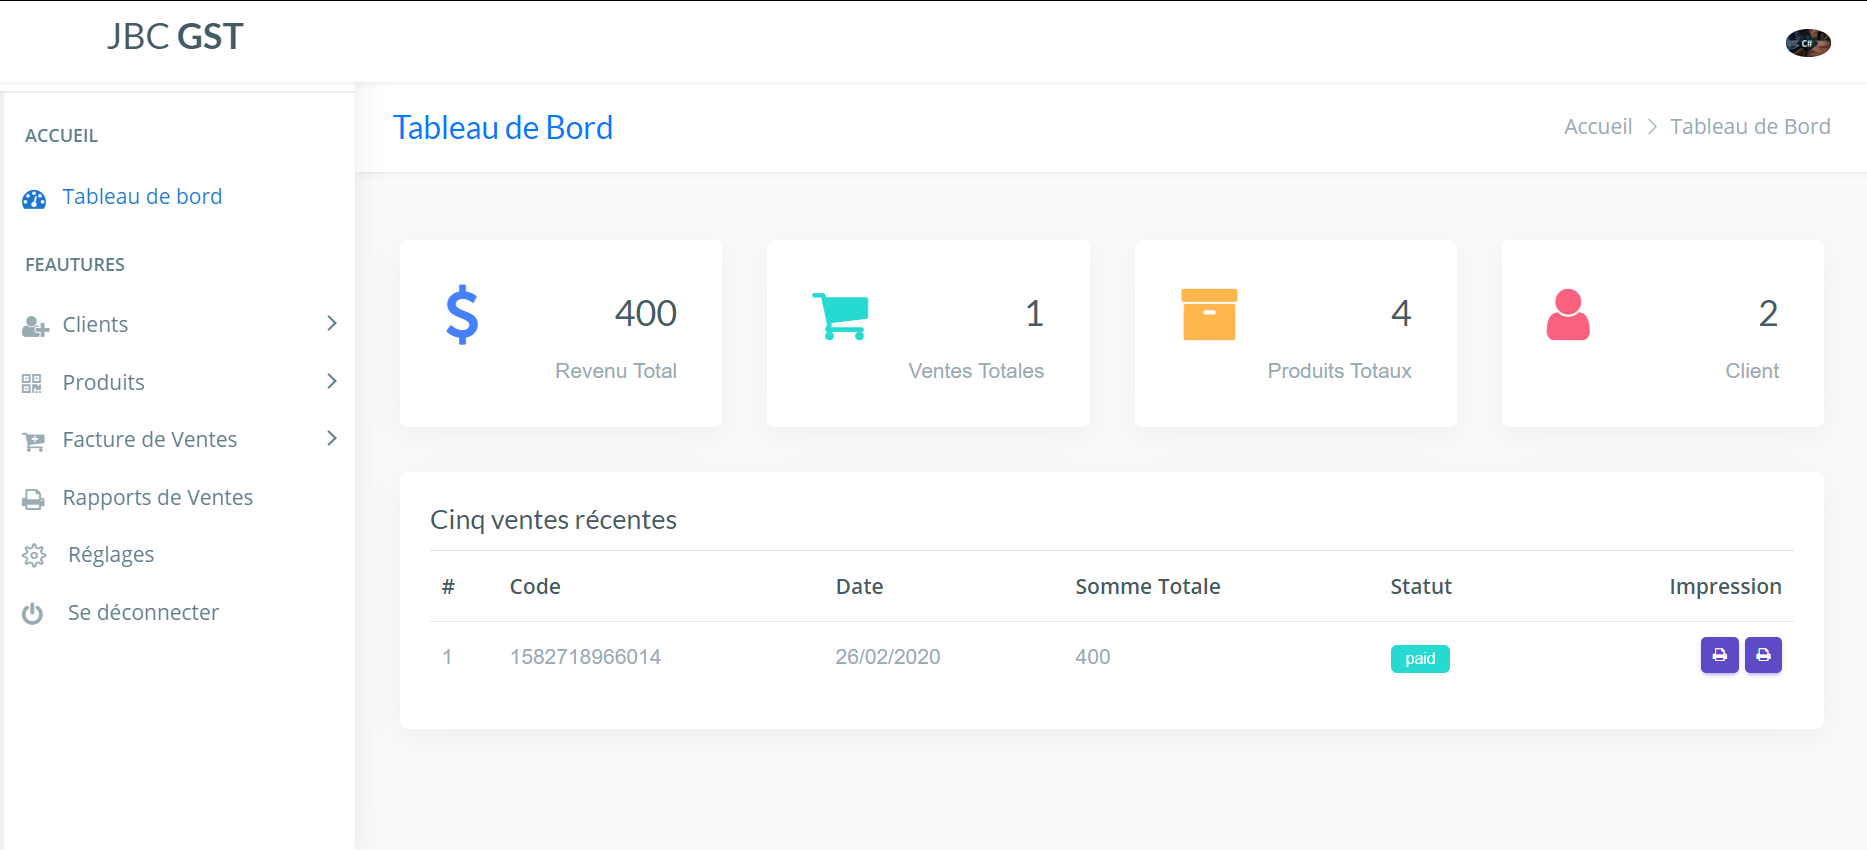 JBC GST
C#
ACCUEIL
Tableau de bord
FEAUTURES
Clients
Produits
Facture de Ventes
Rapports de Ventes
Réglages
Se déconnecter
Tableau de Bord
Accueil > Tableau de Bord
400
Revenu Total
1
Ventes Totales
4
Produits Totaux
2
Client
Cinq ventes récentes
# Code Date Somme Totale Statut Impression
1 1582718966014 26/02/2020 400 paid